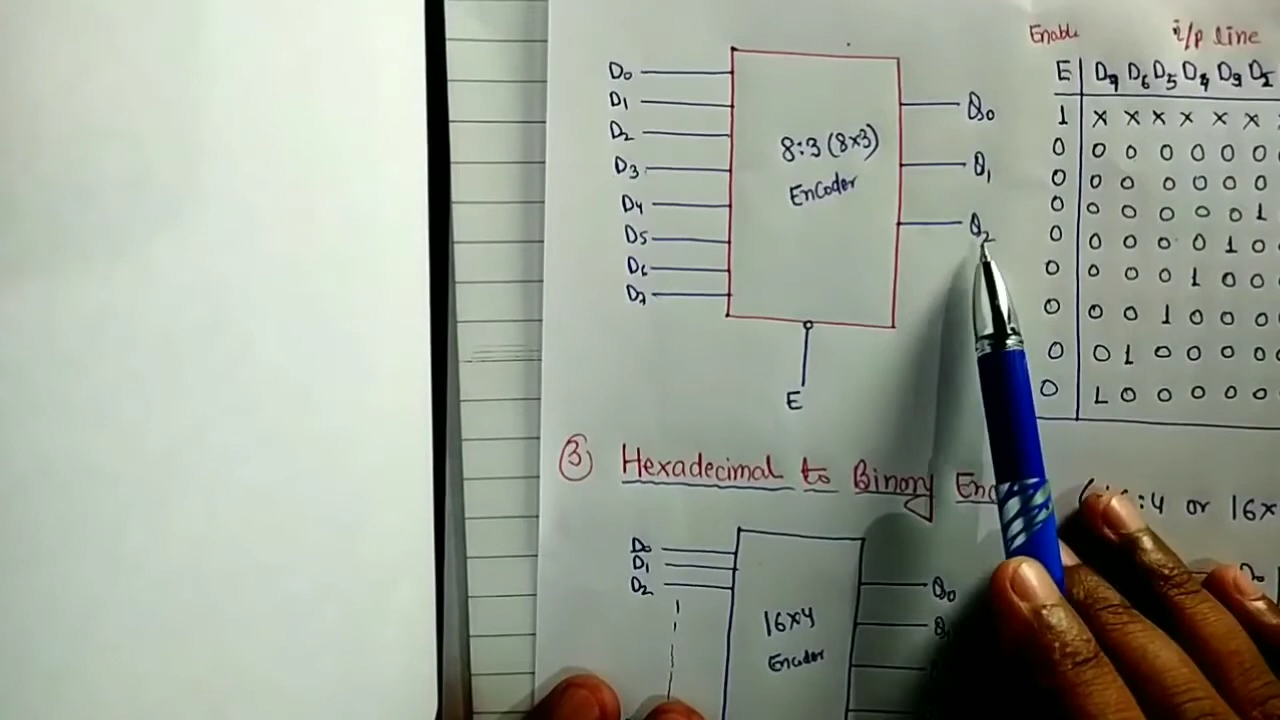 D0
D1
D2
D3
D4
D5
D6
D7
8:3 (8x3)
Encoder
Q0
Q1
Q2
E
Enable i/p line
E D7 D6 D5 D4 D3 D2
1 x x x x x x
0 0 0 0 0 0 0
0 0 0 0 0 0 0
0 0 0 0 0 0 1
0 0 0 0 0 1 0
0 0 0 0 1 0 0
0 0 0 1 0 0 0
0 0 1 0 0 0 0
0 1 0 0 0 0 0
3 Hexadecimal to Binary
:4 or 16x
D0
D1
D2
16x4
Encoder
Q0